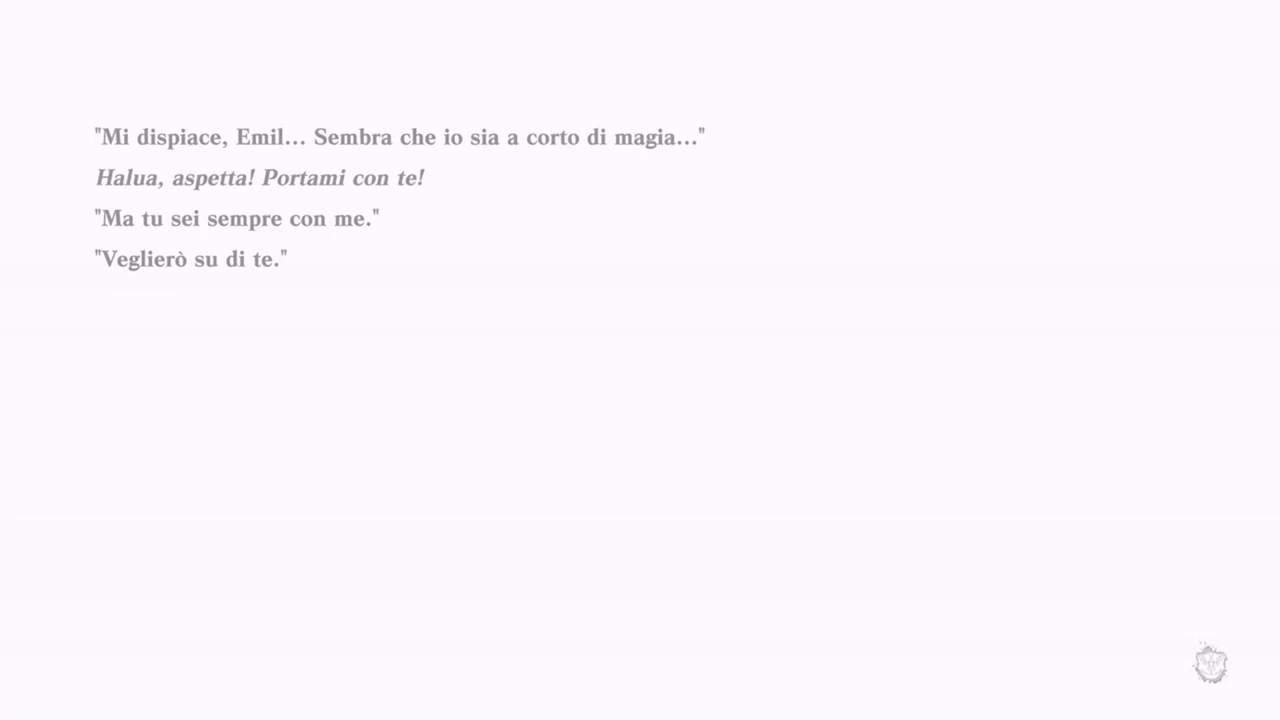 "Mi dispiace, Emil... Sembra che io sia a corto di magia..."
Halua, aspetta! Portami con te!
"Ma tu sei sempre con me."
"Veglierò su di te."